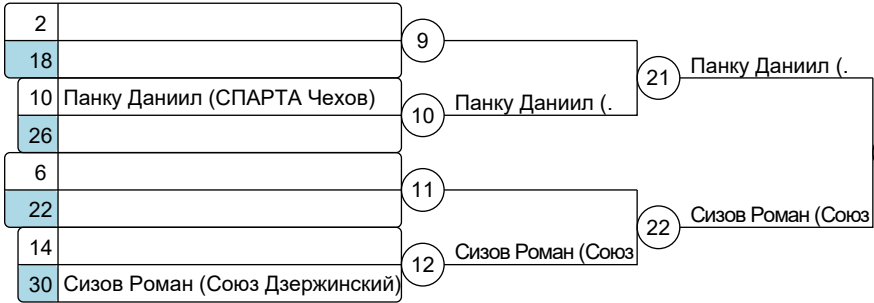 2
9
18
21 Панку Даниил (.
10 Панку Даниил (СПАРТА Чехов)
10 Панку Даниил (.
26
6
11
22
22 Сизов Роман (Союз
14
12 Сизов Роман (Союз
30 Сизов Роман (Союз Дзержинский)